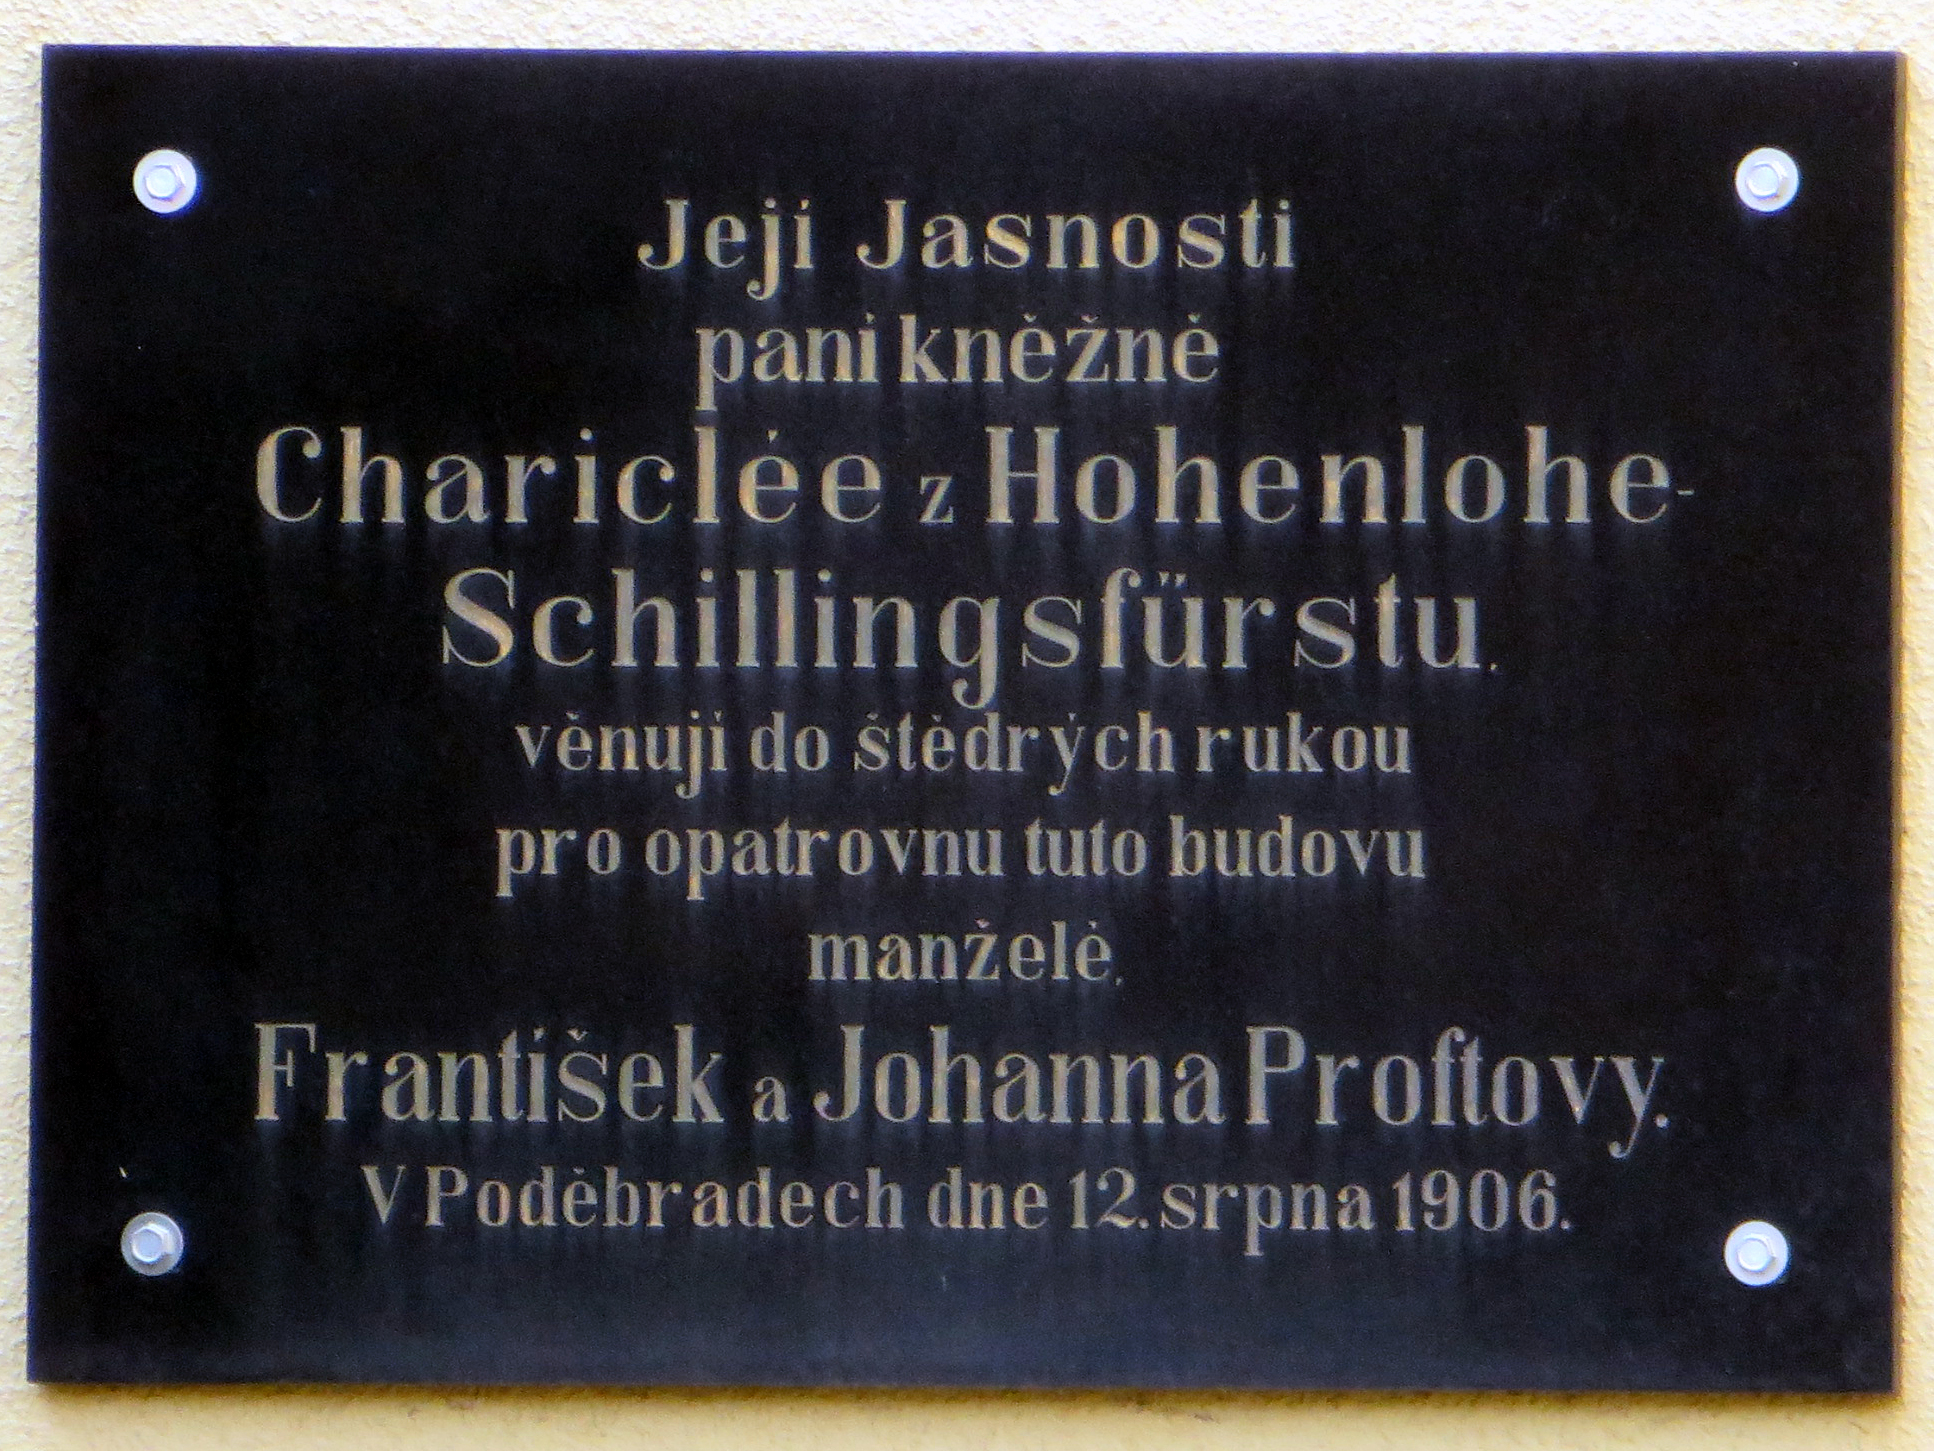 Její Jasnosti
paní kněžně
Chariclée z Hohenlohe-
Schillingsfürstu.
věnují do štědrých rukou
pro opatrovnu tuto budovu
manželé,
František a Johanna Proftovy.
V Poděbradech dne 12. srpna 1906.